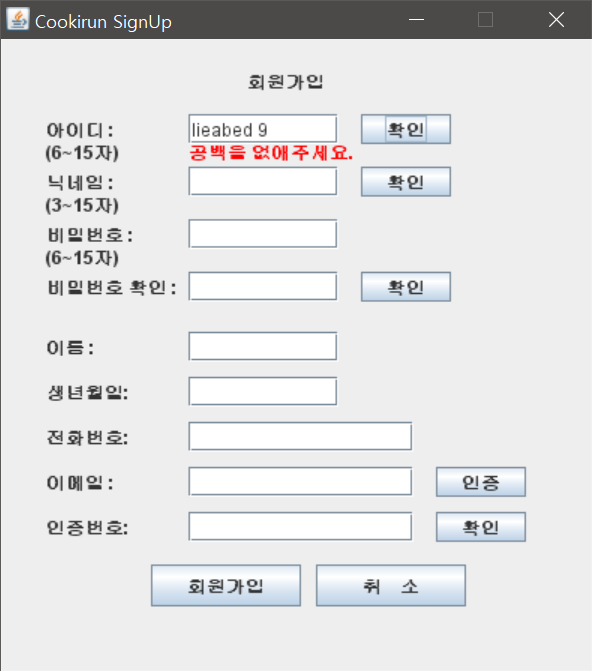 Cookirun SignUp
회원가입
아이디 : lieabed 9 확인
(6~15자) 공백을 없애주세요.
닉네임 : 확인
(3~15자)
비밀번호 :
(6~15자)
비밀번호 확인 : 확인
이름 :
생년월일:
전화번호:
이메일 : 인증
인증번호: 확인
회원가입 취 소